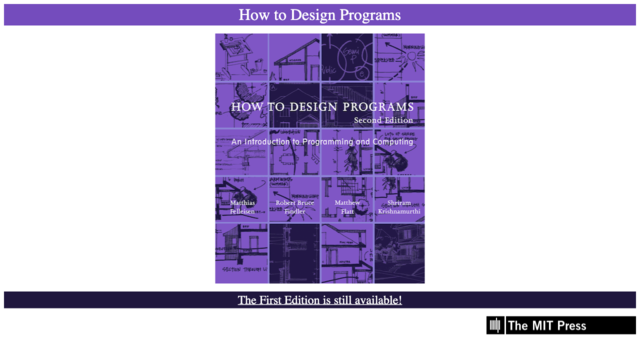 How to Design Programs
HOW TO DESIGN PROGRAMS
Second Edition
An Introduction to Programming and Computing
Matthias Felleisen
Robert Bruce Findler
Matthew Flatt
Shriram Krishnamurthi
The First Edition is still available!
The MIT Press